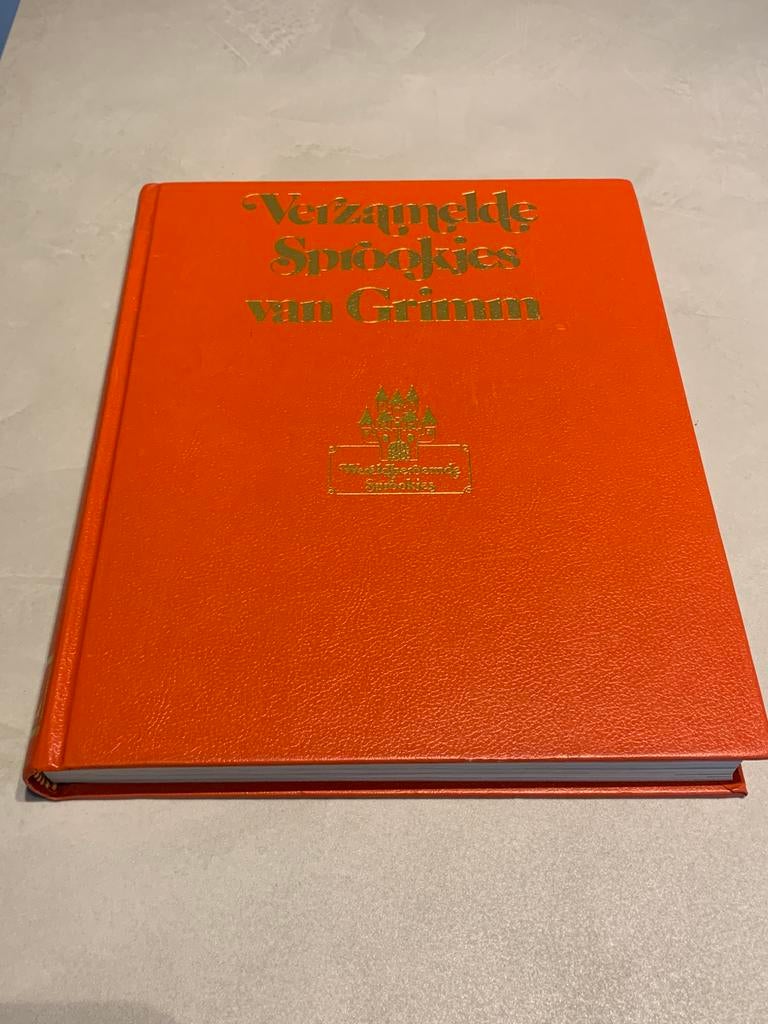 Verzamelde
Sprookjes
van Grimm
Wereldberoemde
Sprookjes